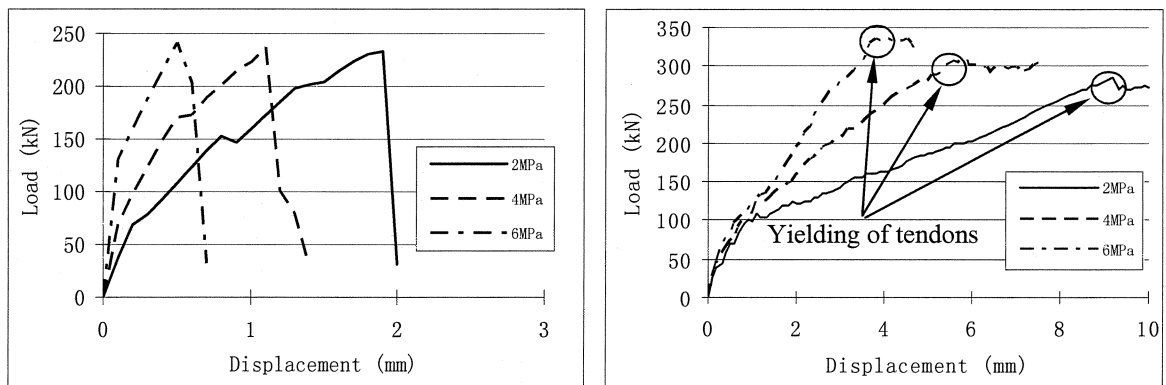 250
200
150
100
50
0
Load (kN)
0 1 2 3
Displacement (mm)
2MPa
4MPa
6MPa
350
300
250
200
150
100
50
0
Load (kN)
Yielding of tendons
0 2 4 6 8 10
Displacement (mm)
2MPa
4MPa
6MPa